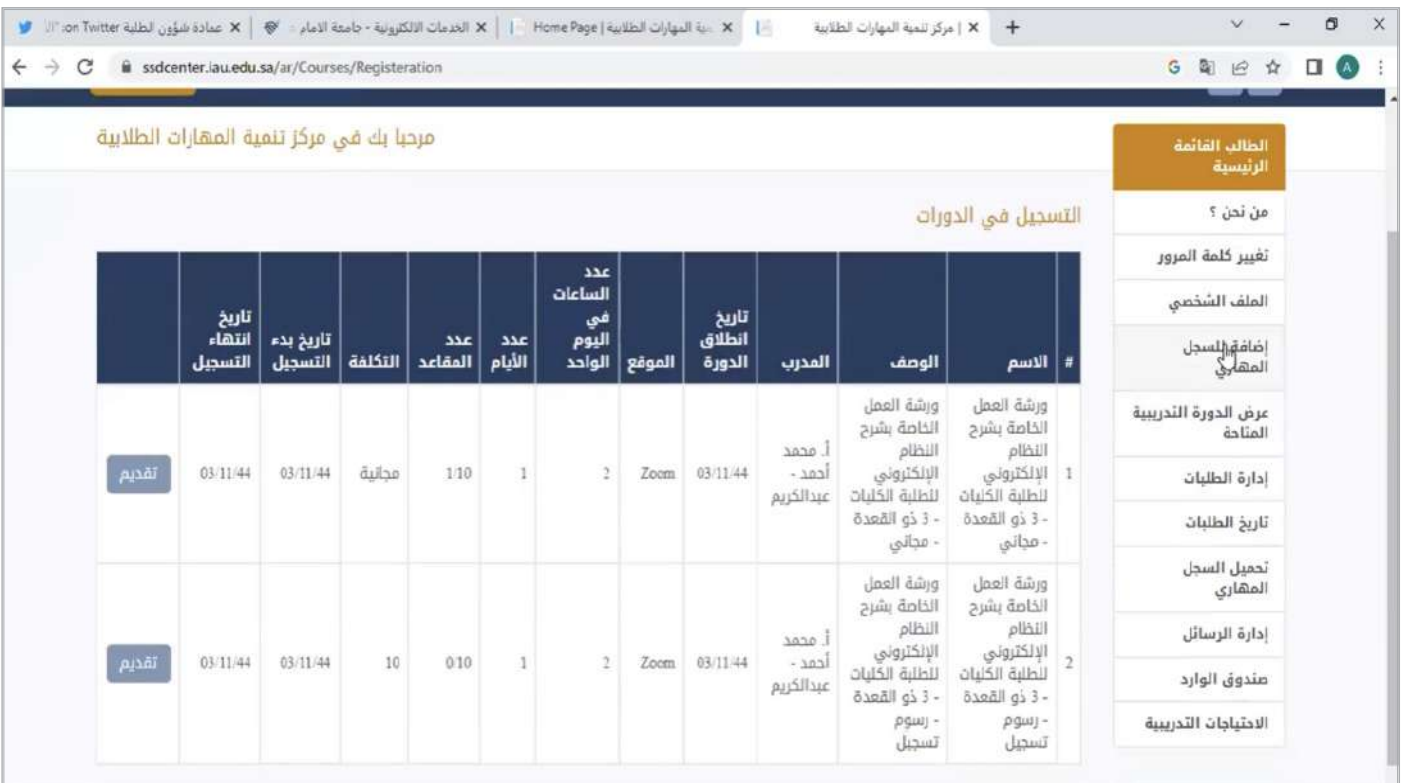 عمادة شؤون الطلبة on Twitter: "ال
الخدمات الالكترونية - جامعة الامام
ية المهارات الطلابية | Home Page
مركز تنمية المهارات الطلابية |
ssdcenter.iau.edu.sa/ar/Courses/Registeration
A
مرحبا بك في مركز تنمية المهارات الطلابية
الطالب القائمة
الرئيسية
من نحن ؟
تغيير كلمة المرور
الملف الشخصي
إضافة للسجل
المهاري
عرض الدورة التدريبية
المتاحة
إدارة الطلبات
تاريخ الطلبات
تحميل السجل
المهاري
إدارة الرسائل
صندوق الوارد
الاحتياجات التدريبية
التسجيل في الدورات
#
الاسم
الوصف
المدرب
تاريخ
انطلاق
الدورة
الموقع
عدد
الساعات
في
اليوم
الواحد
عدد
الأيام
عدد
المقاعد
التكلفة
تاريخ بدء
التسجيل
تاريخ
انتهاء
التسجيل
1
ورشة العمل
الخاصة بشرح
النظام
الإلكتروني
للطلبة الكليات
- 3 ذو القعدة
- مجاني
ورشة العمل
الخاصة بشرح
النظام
الإلكتروني
للطلبة الكليات
- 3 ذو القعدة
- مجاني
أ. محمد
أحمد -
عبدالكريم
03/11/44
Zoom
2
1
1/10
مجانية
03/11/44
03/11/44
تقديم
2
ورشة العمل
الخاصة بشرح
النظام
الإلكتروني
للطلبة الكليات
- 3 ذو القعدة
- رسوم
تسجيل
ورشة العمل
الخاصة بشرح
النظام
الإلكتروني
للطلبة الكليات
- 3 ذو القعدة
- رسوم
تسجيل
أ. محمد
أحمد -
عبدالكريم
03/11/44
Zoom
2
1
0/10
10
03/11/44
03/11/44
تقديم